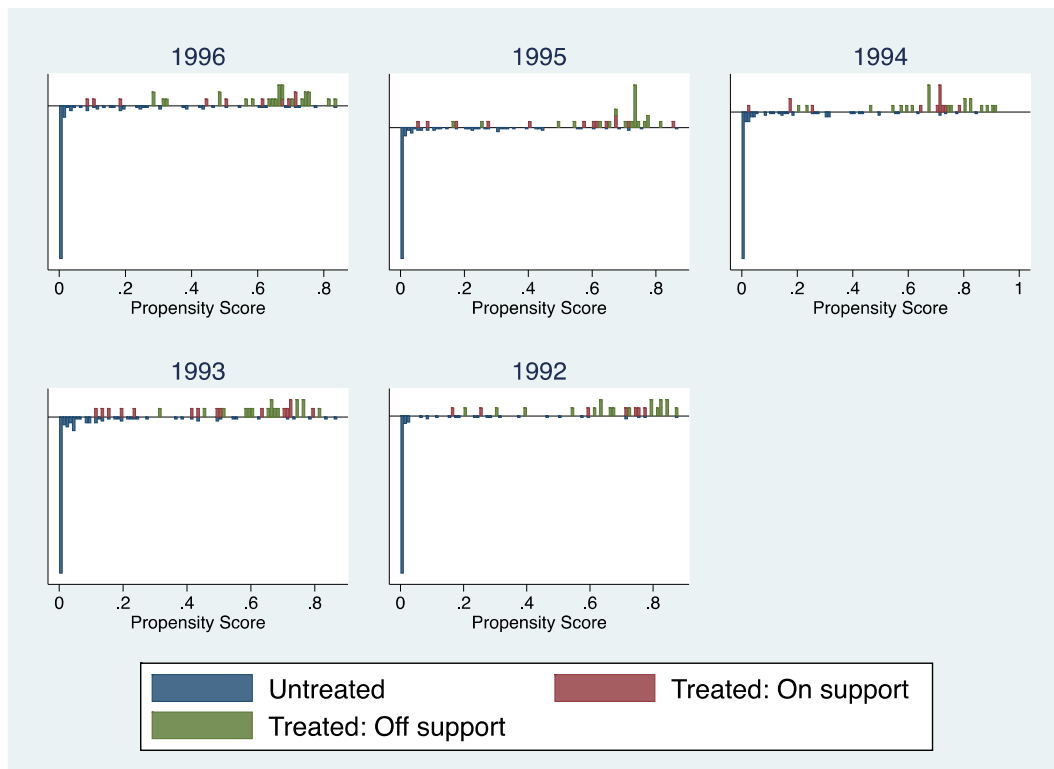 1996
1995
1994
0 .2 .4 .6 .8
0 .2 .4 .6 .8
0 .2 .4 .6 .8 1
Propensity Score
Propensity Score
Propensity Score
1993
1992
0 .2 .4 .6 .8
0 .2 .4 .6 .8
Propensity Score
Propensity Score
Untreated
Treated: On support
Treated: Off support